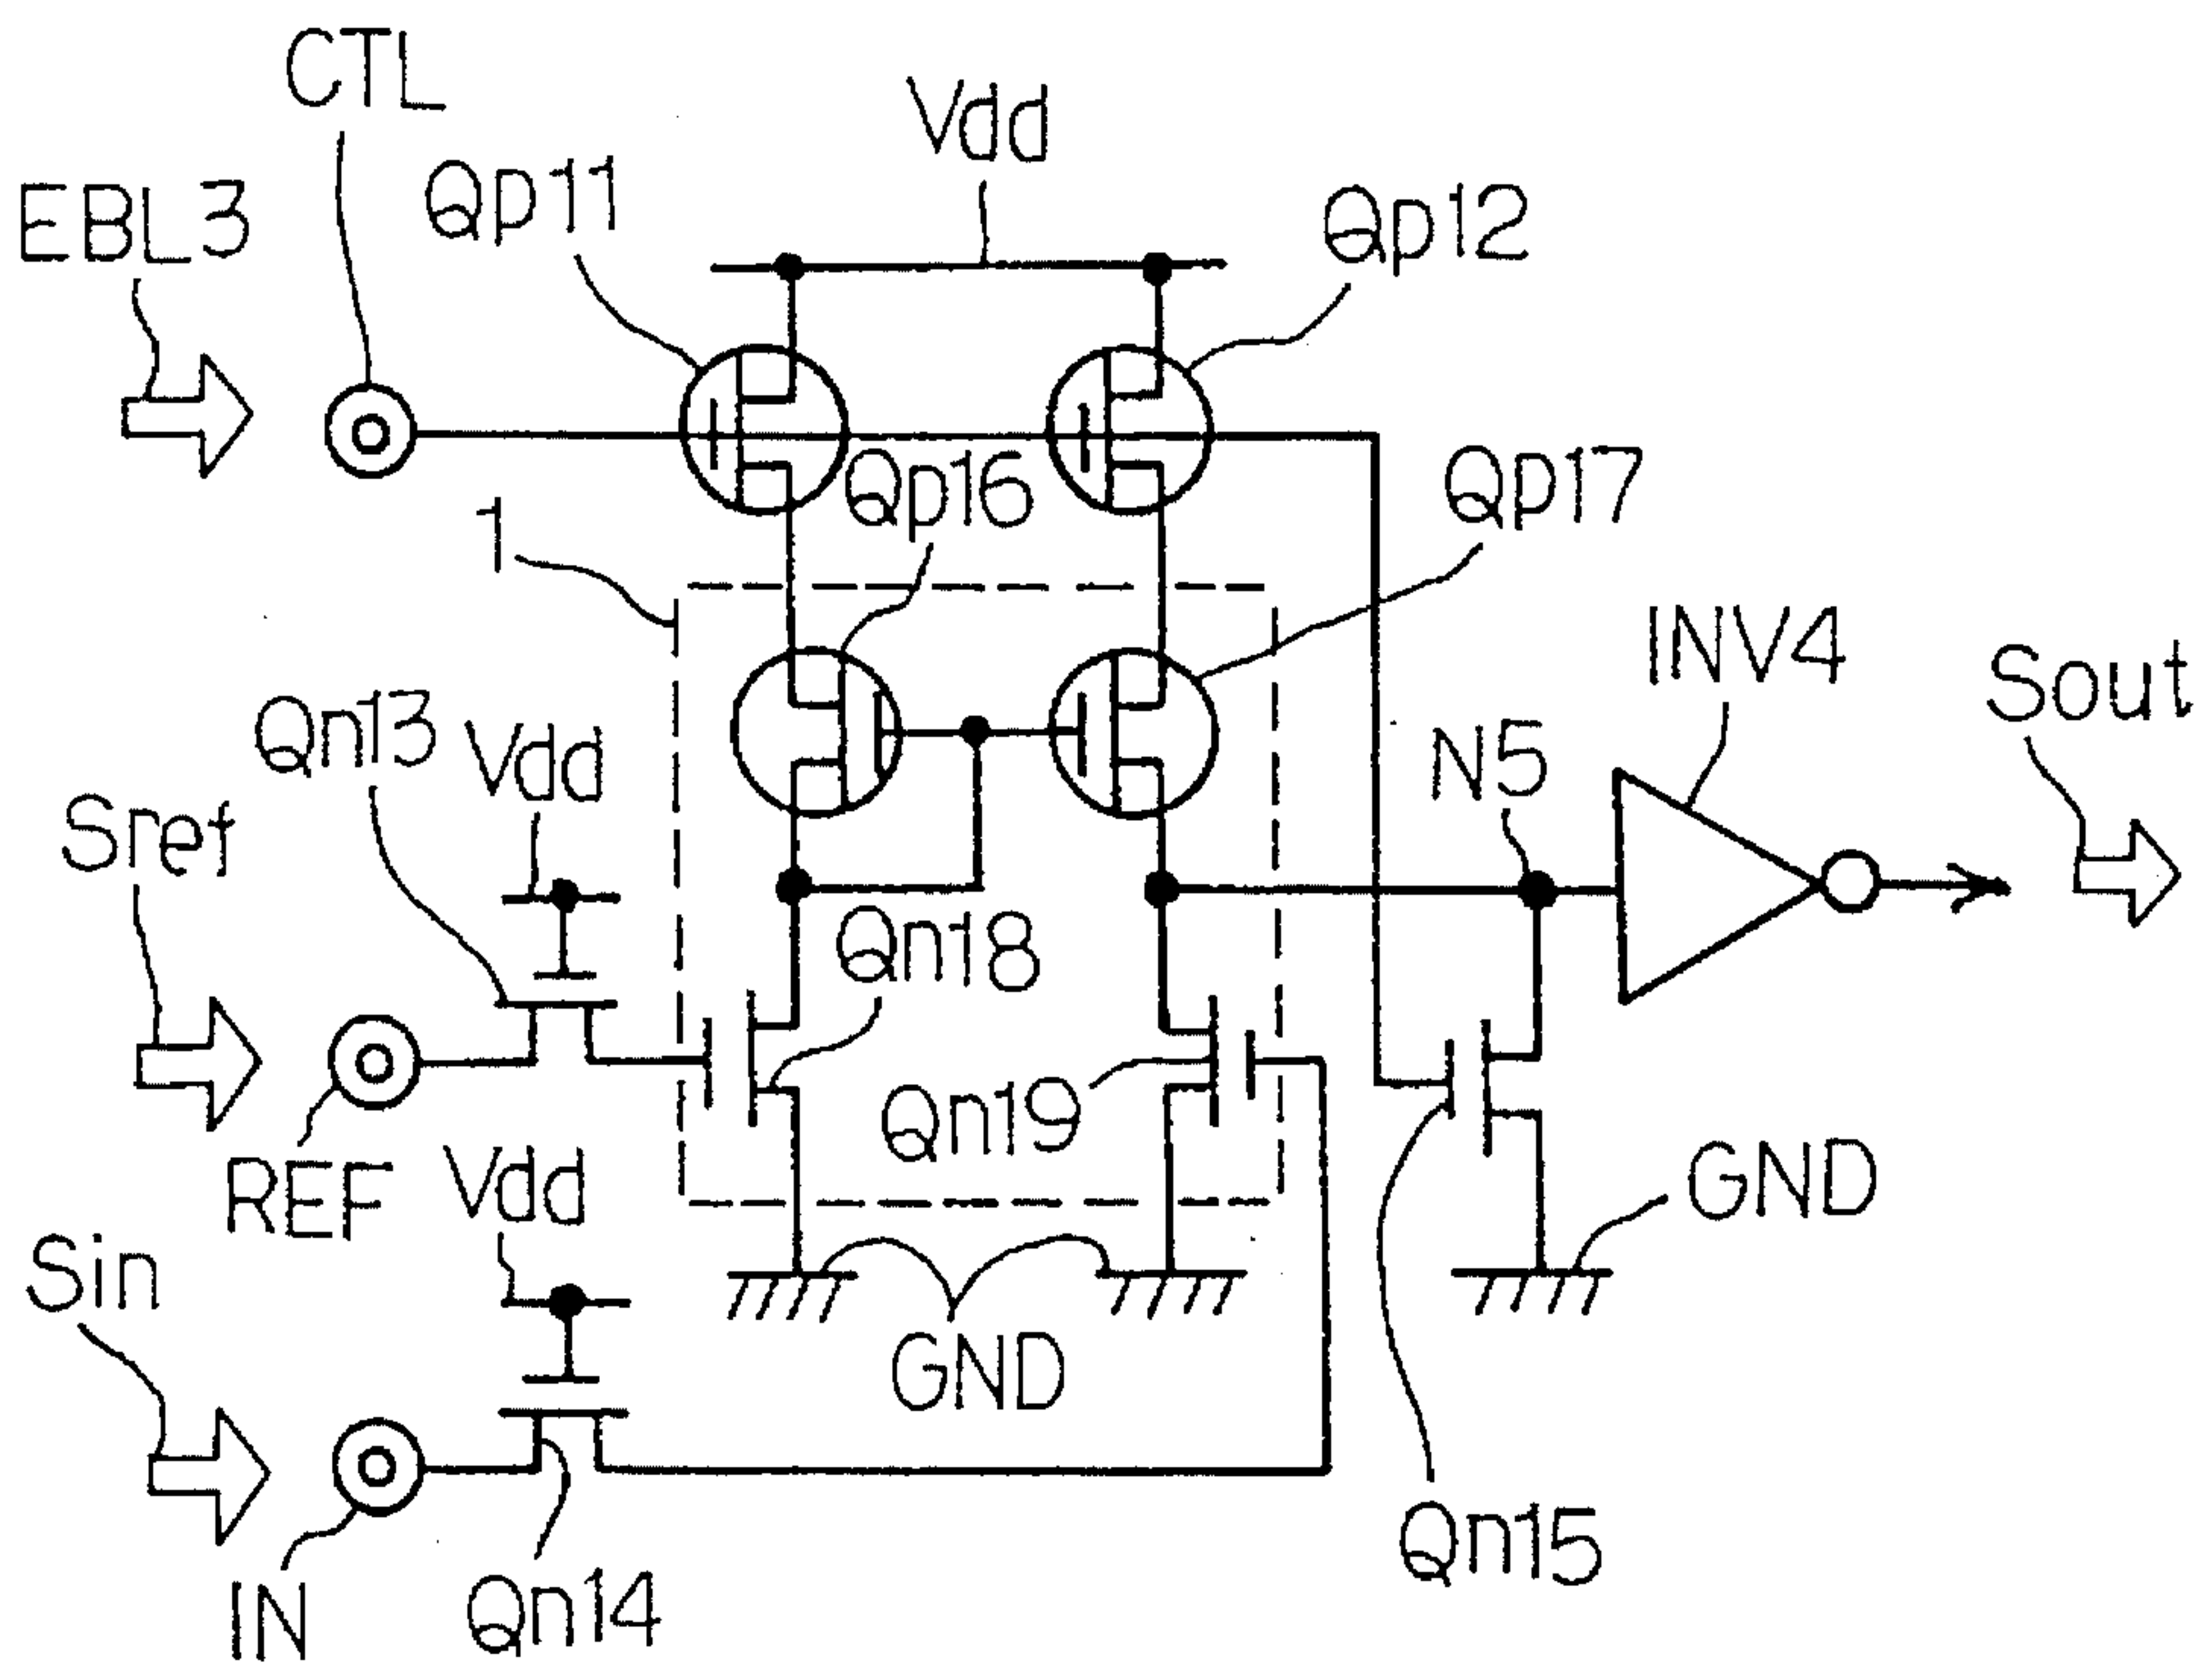 CTL
Vdd
Qp11
Qp12
EBL3
Qp16
Qp17
1
INV4
Sout
Qn13
Vdd
N5
Sref
Qn18
Qn19
REF
Vdd
GND
Sin
GND
Qn15
IN
Qn14